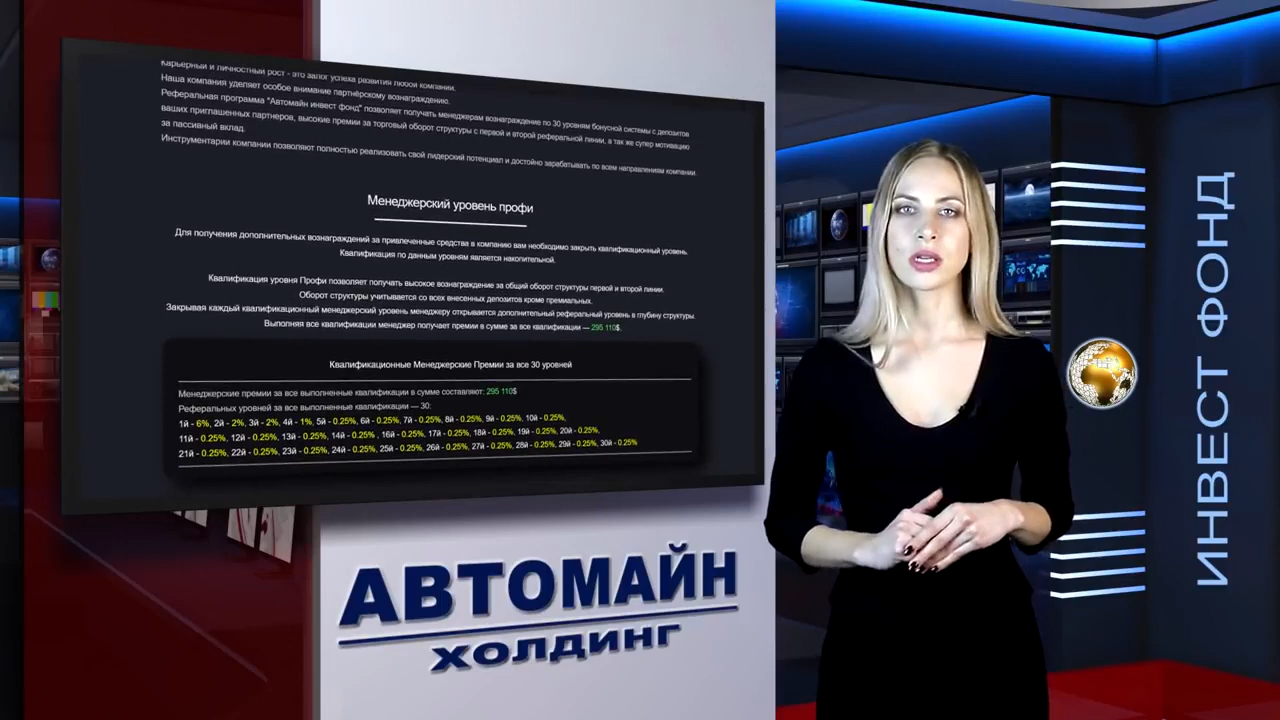 Карьерный и личностный рост - это залог успеха развития любой компании.
Наша компания уделяет особое внимание партнёрскому вознаграждению.
Реферальная программа "Автомайн инвест фонд" позволяет получать менеджерам вознаграждение по 30 уровням бонусной системы с депозитов
ваших приглашенных партнеров, высокие премии за торговый оборот структуры с первой и второй реферальной линии, а так же супер мотивацию
за пассивный вклад.
Инструментарии компании позволяют полностью реализовать свой лидерский потенциал и достойно зарабатывать по всем направлениям компании.
Менеджерский уровень профи
Для получения дополнительных вознаграждений за привлеченные средства в компанию вам необходимо закрыть квалификационный уровень.
Квалификация по данным уровням является накопительной.
Квалификация уровня Профи позволяет получать высокое вознаграждение за общий оборот структуры первой и второй линии.
Оборот структуры учитывается со всех внесенных депозитов кроме премиальных.
Закрывая каждый квалификационный менеджерский уровень менеджеру открывается дополнительный реферальный уровень в глубину структуры.
Выполняя все квалификации менеджер получает премии в сумме за все квалификации — 295 110$.
Квалификационные Менеджерские Премии за все 30 уровней
Менеджерские премии за все выполненные квалификации в сумме составляют: 295 110$
Реферальных уровней за все выполненные квалификации — 30:
1й - 6%, 2й - 2%, 3й - 2%, 4й - 1%, 5й - 0.25%, 6й - 0.25%, 7й - 0.25%, 8й - 0.25%, 9й - 0.25%, 10й - 0.25%,
11й - 0.25%, 12й - 0.25%, 13й - 0.25%, 14й - 0.25% , 16й - 0.25%, 17й - 0.25%, 18й - 0.25%, 19й - 0.25%, 20й - 0.25%,
21й - 0.25%, 22й - 0.25%, 23й - 0.25%, 24й - 0.25%, 25й - 0.25%, 26й - 0.25%, 27й - 0.25%, 28й - 0.25%, 29й - 0.25%, 30й - 0.25%
АВТОМАЙН
ХОЛДИНГ
ИНВЕСТ ФОНД